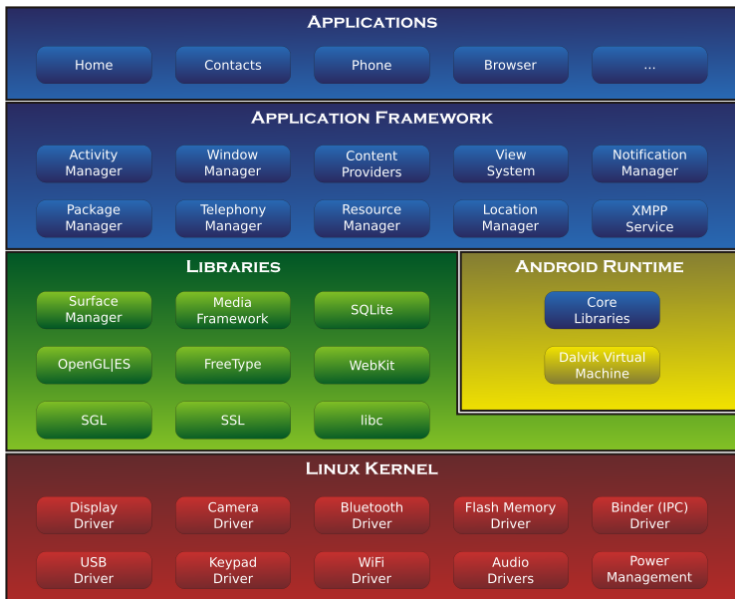 APPLICATIONS
Home
Contacts
Phone
Browser
...
APPLICATION FRAMEWORK
Activity
Manager
Window
Manager
Content
Providers
View
System
Notification
Manager
Package
Manager
Telephony
Manager
Resource
Manager
Location
Manager
XMPP
Service
LIBRARIES
Surface
Manager
Media
Framework
SQLite
OpenGL|ES
FreeType
WebKit
SGL
SSL
libc
ANDROID RUNTIME
Core
Libraries
Dalvik Virtual
Machine
LINUX KERNEL
Display
Driver
Camera
Driver
Bluetooth
Driver
Flash Memory
Driver
Binder (IPC)
Driver
USB
Driver
Keypad
Driver
WiFi
Driver
Audio
Drivers
Power
Management